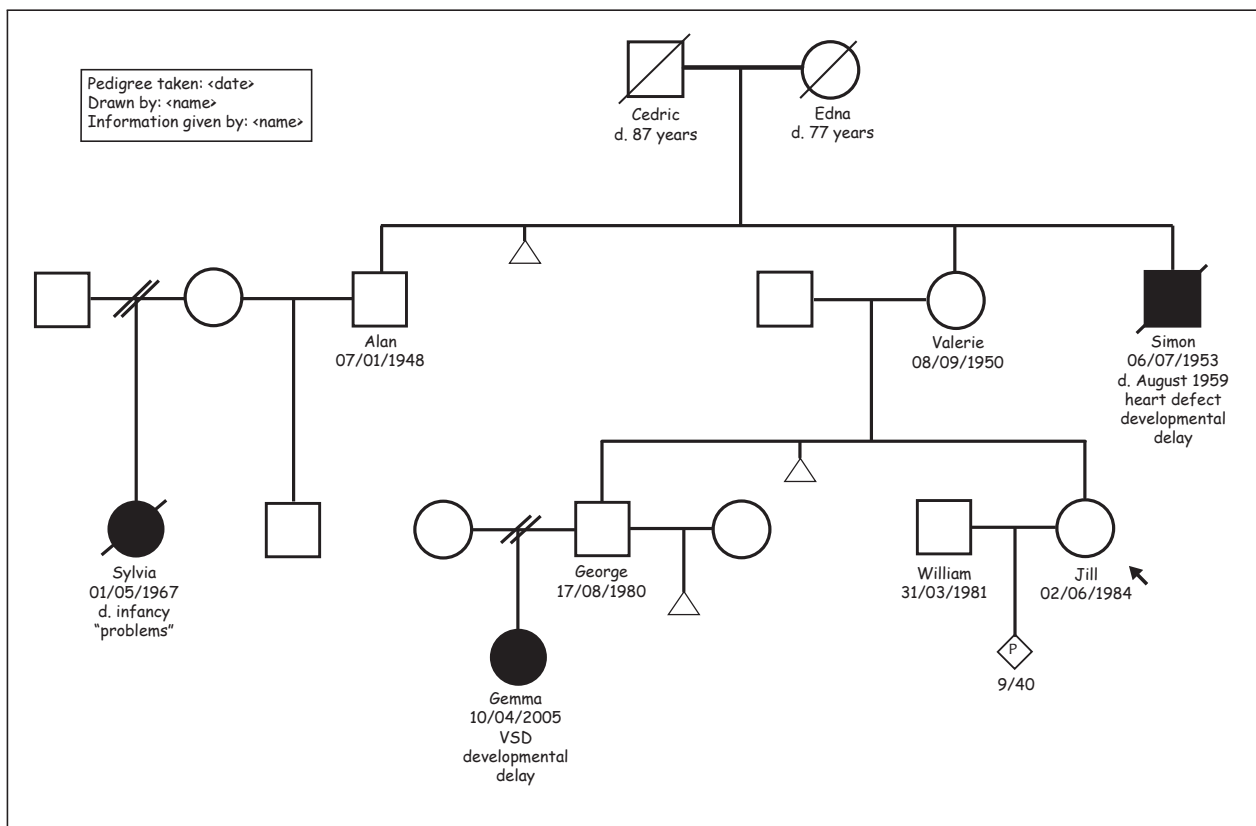 Pedigree taken: <date>
Drawn by: <name>
Information given by: <name>
Cedric
d. 87 years
Edna
d. 77 years
Alan
07/01/1948
Valerie
08/09/1950
Simon
06/07/1953
d. August 1959
heart defect
developmental
delay
Sylvia
01/05/1967
d. infancy
"problems"
George
17/08/1980
William
31/03/1981
Jill
02/06/1984
P
9/40
Gemma
10/04/2005
VSD
developmental
delay